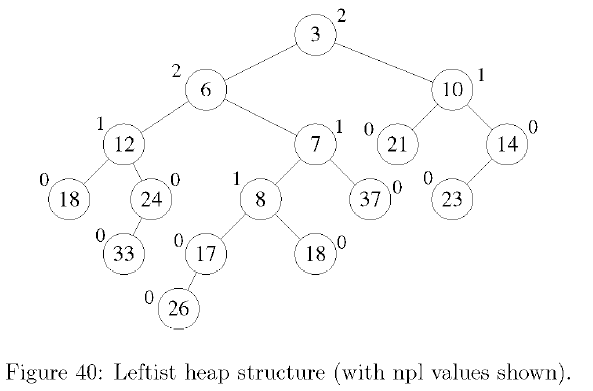 3 2
2 6 10 1
1 12 7 1 0 21 14 0
0 18 24 0 1 8 37 0 0 23
0 33 0 17 18 0
0 26
Figure 40: Leftist heap structure (with npl values shown).